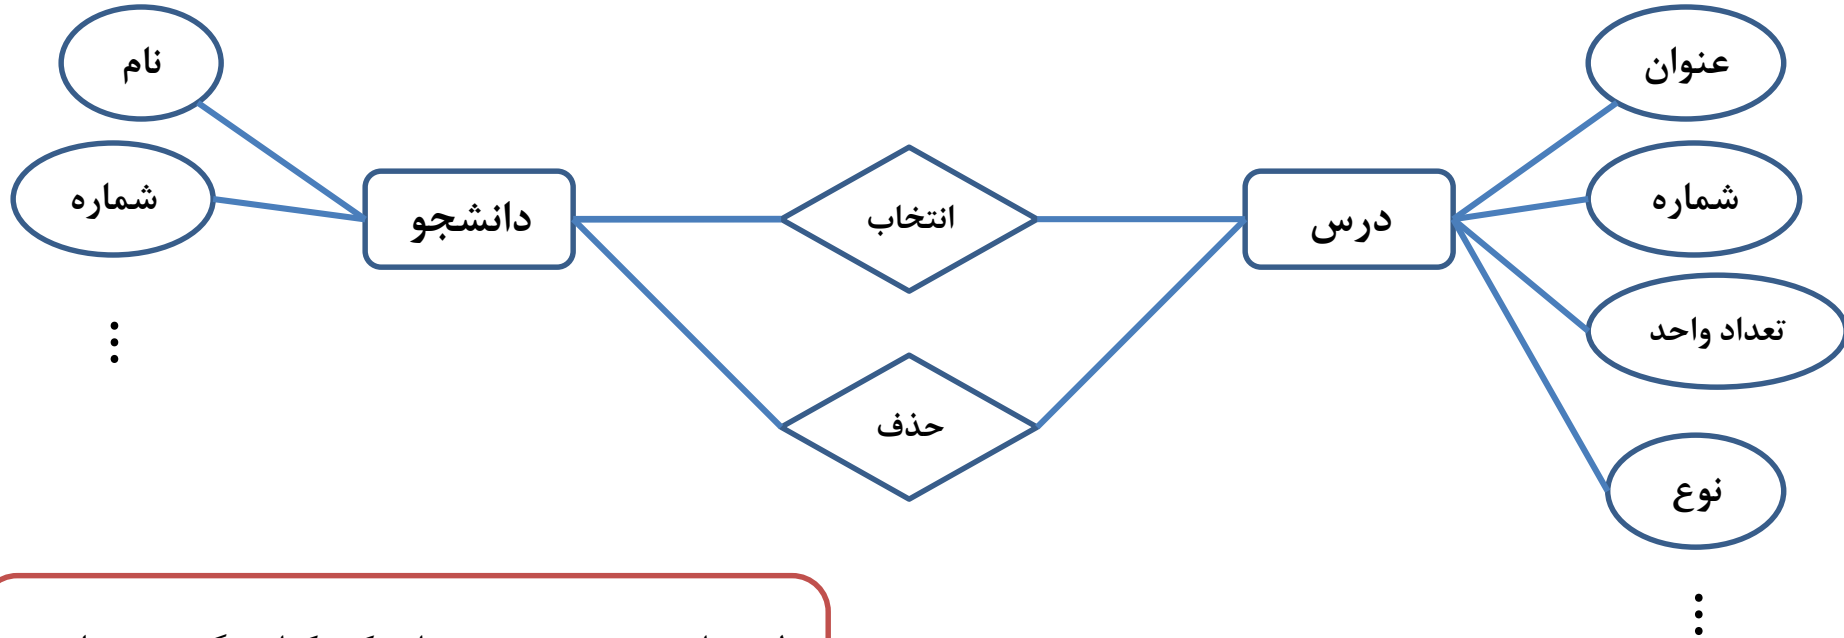 نام
عنوان
شماره
شماره
دانشجو
انتخاب
درس
تعداد واحد
حذف
نوع